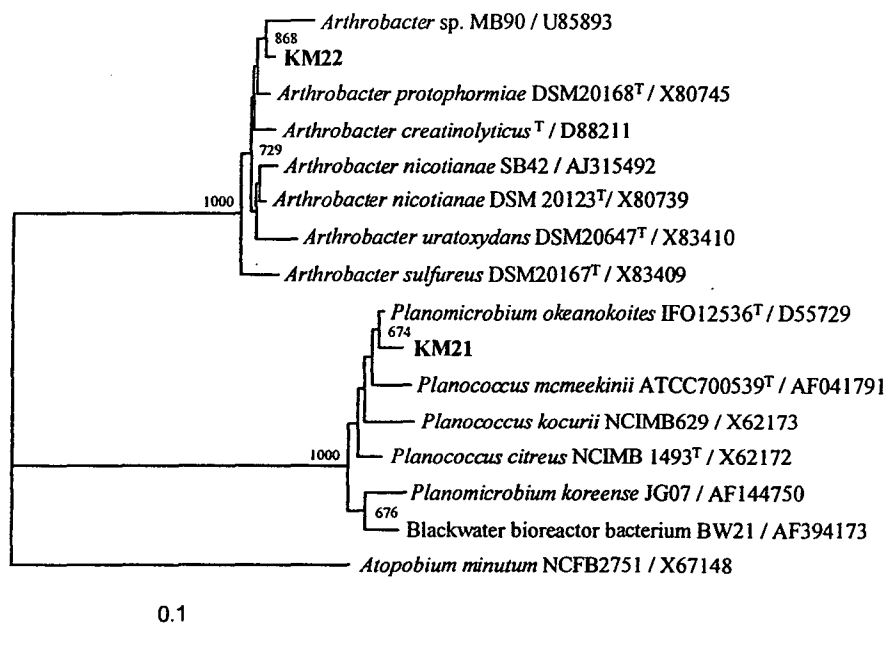 Arthrobacter sp. MB90 / U85893
868
KM22
Arthrobacter protophormiae DSM20168ᵀ / X80745
Arthrobacter creatinolyticus ᵀ / D88211
729
Arthrobacter nicotianae SB42 / AJ315492
Arthrobacter nicotianae DSM 20123ᵀ/ X80739
1000
Arthrobacter uratoxydans DSM20647ᵀ / X83410
Arthrobacter sulfureus DSM20167ᵀ / X83409
Planomicrobium okeanokoites IFO12536ᵀ / D55729
674
KM21
Planococcus mcmeekinii ATCC700539ᵀ / AF041791
Planococcus kocurii NCIMB629 / X62173
1000
Planococcus citreus NCIMB 1493ᵀ / X62172
Planomicrobium koreense JG07 / AF144750
676
Blackwater bioreactor bacterium BW21 / AF394173
Atopobium minutum NCFB2751 / X67148
0.1